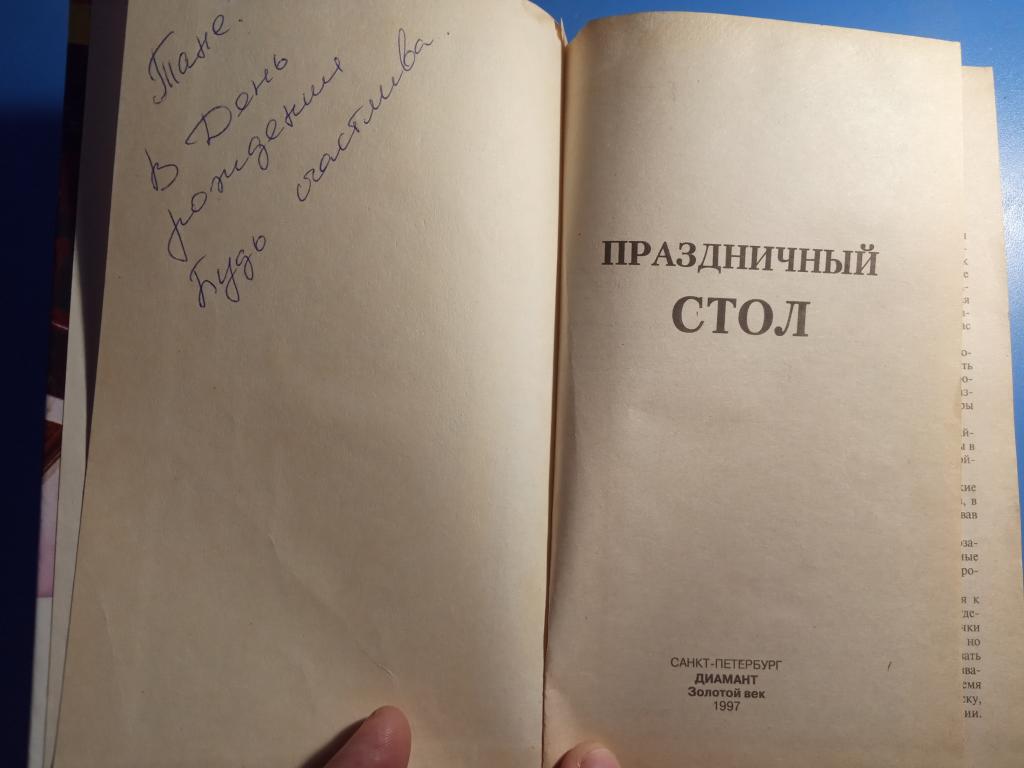 Тане.
В День
рождения
Будь счастлива.
ПРАЗДНИЧНЫЙ
СТОЛ
САНКТ-ПЕТЕРБУРГ
ДИАМАНТ
Золотой век
1997